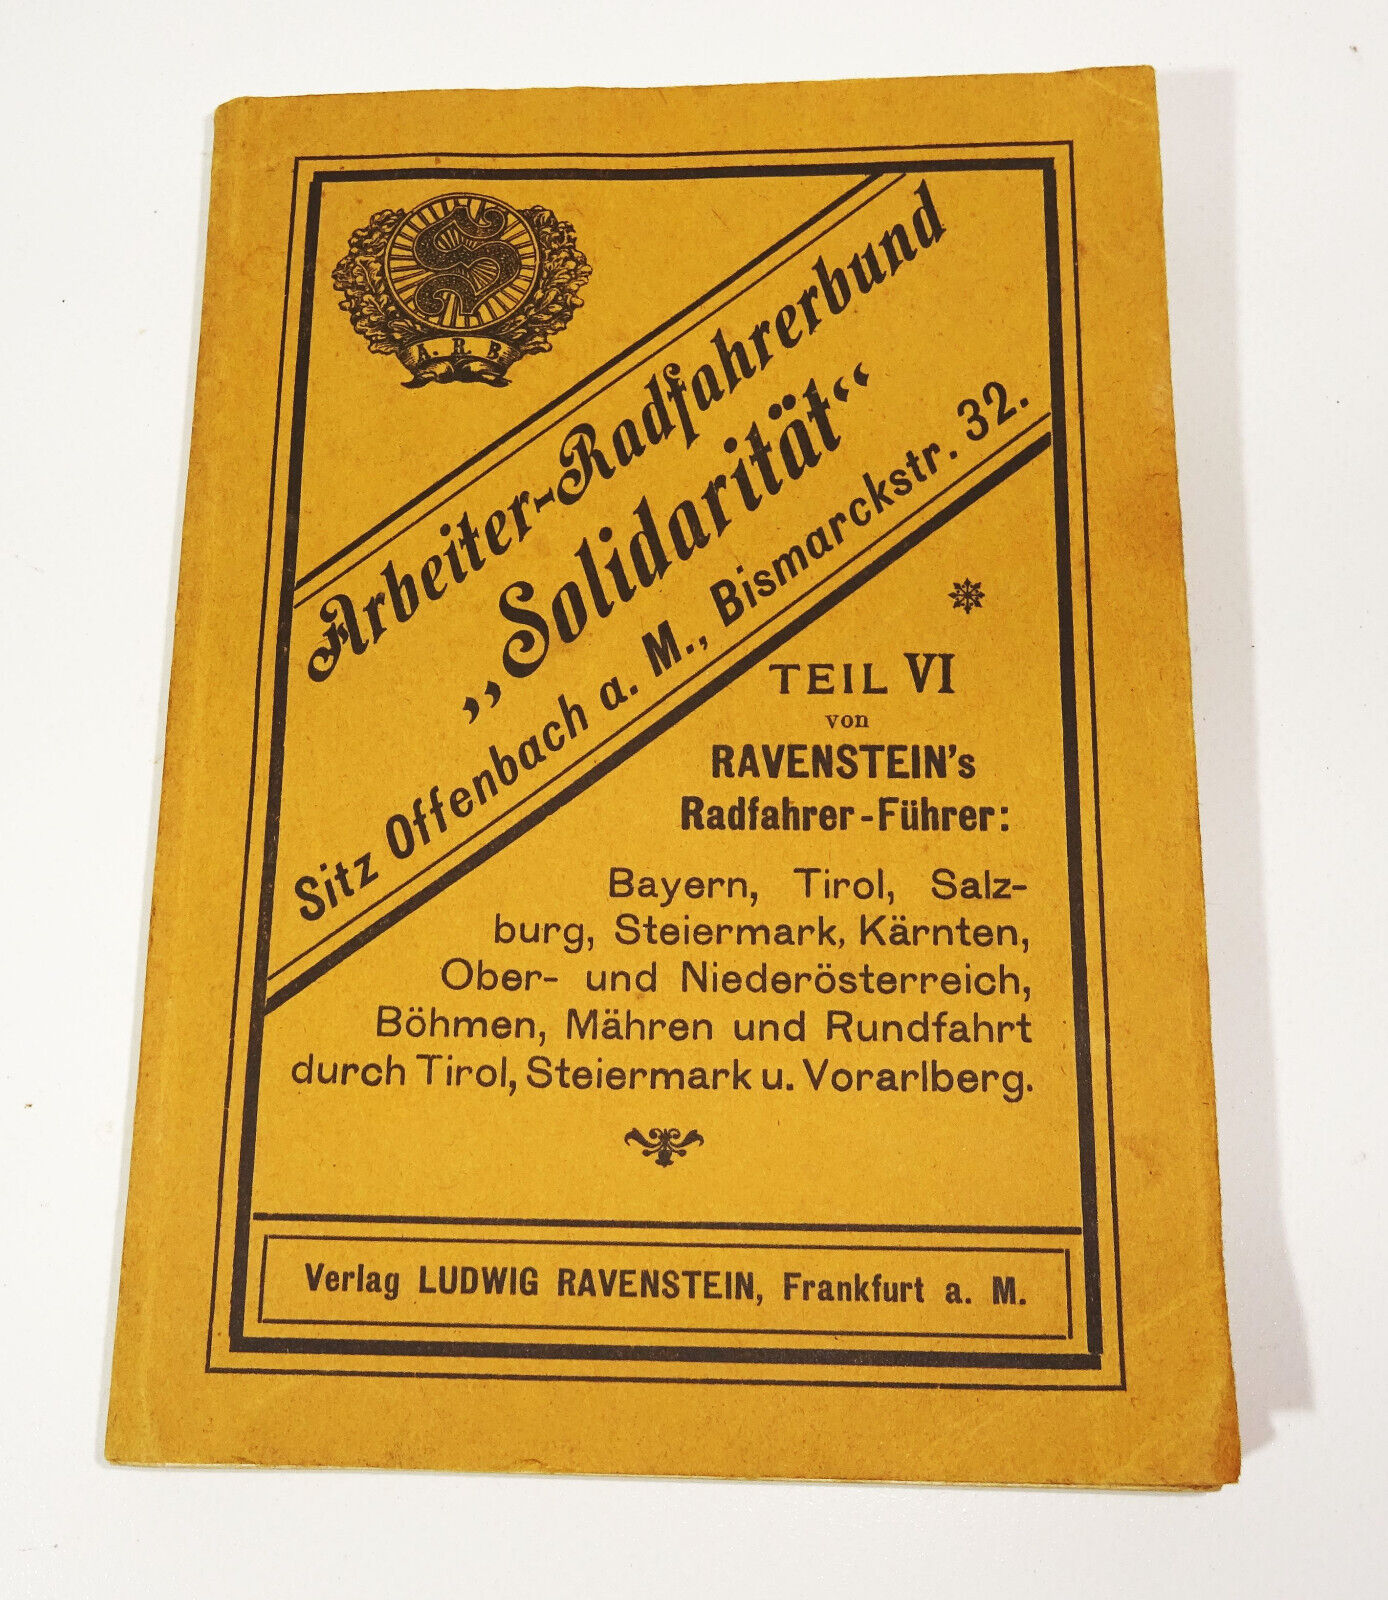 S
A. R. B.
Arbeiter-Radfahrerbund
„Solidarität“
Sitz Offenbach a. M., Bismarckstr. 32.
TEIL VI
von
RAVENSTEIN's
Radfahrer-Führer:
Bayern, Tirol, Salz-
burg, Steiermark, Kärnten,
Ober- und Niederösterreich,
Böhmen, Mähren und Rundfahrt
durch Tirol, Steiermark u. Vorarlberg.
Verlag LUDWIG RAVENSTEIN, Frankfurt a. M.